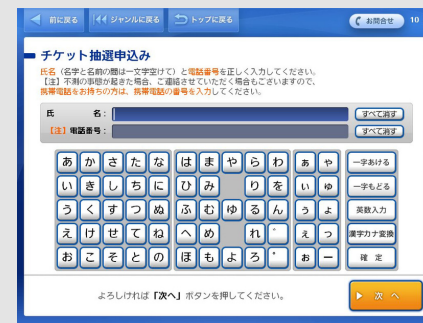 前に戻る ジャンルに戻る トップに戻る お問合せ 10
チケット抽選申込み
氏名（名字と名前の間は一文字空けて）と電話番号を正しく入力してください。
【注】不測の事態が起きた場合、ご連絡させていただく場合もございますので、
携帯電話をお持ちの方は、携帯電話の番号を入力してください。
氏 名： すべて消す
【注】電話番号： すべて消す
あ か さ た な は ま や ら わ ぁ ゃ 一字あける
い き し ち に ひ み り を ぃ ゅ 一字もどる
う く す つ ぬ ふ む ゆ る ん ぅ ょ 英数入力
え け せ て ね へ め れ ゛ ぇ っ 漢字カナ変換
お こ そ と の ほ も よ ろ ゜ ぉ ー 確 定
よろしければ「次へ」ボタンを押してください。 次 へ